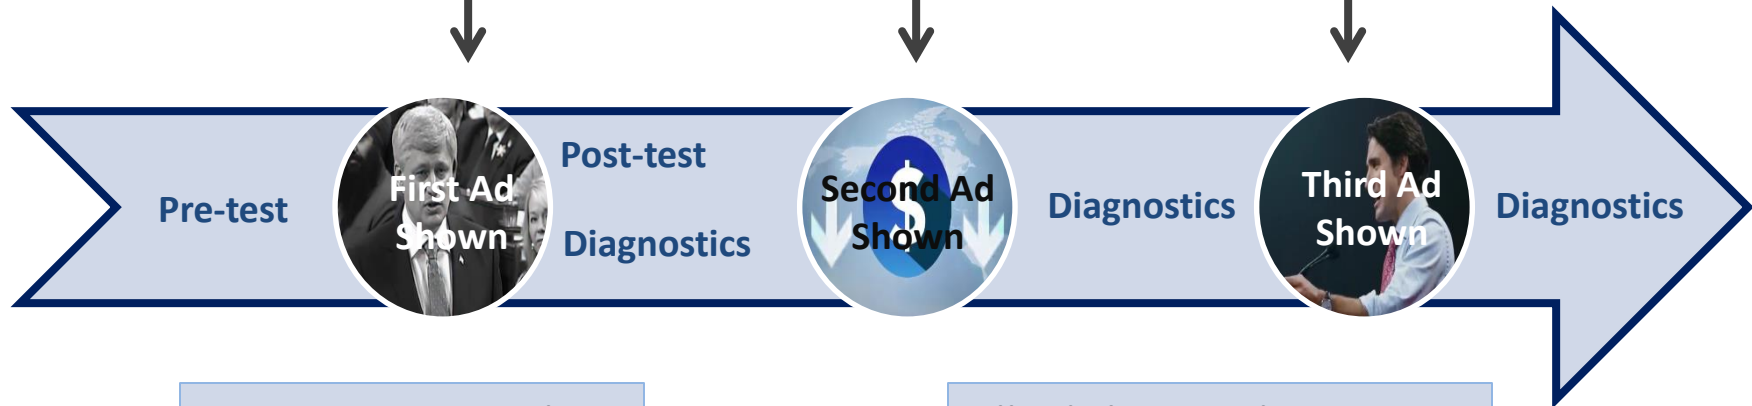 Pre-test
First Ad
Shown
Post-test
Diagnostics
Second Ad
Shown
Diagnostics
Third Ad
Shown
Diagnostics